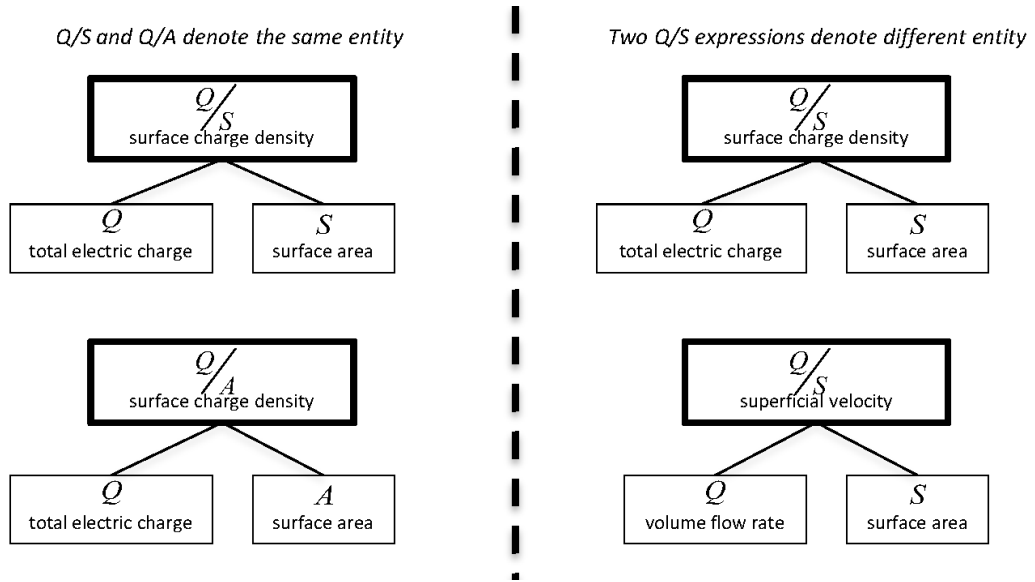 Q/S and Q/A denote the same entity
Q/S
surface charge density
Q
total electric charge
S
surface area
Q/A
surface charge density
Q
total electric charge
A
surface area
Two Q/S expressions denote different entity
Q/S
surface charge density
Q
total electric charge
S
surface area
Q/S
superficial velocity
Q
volume flow rate
S
surface area